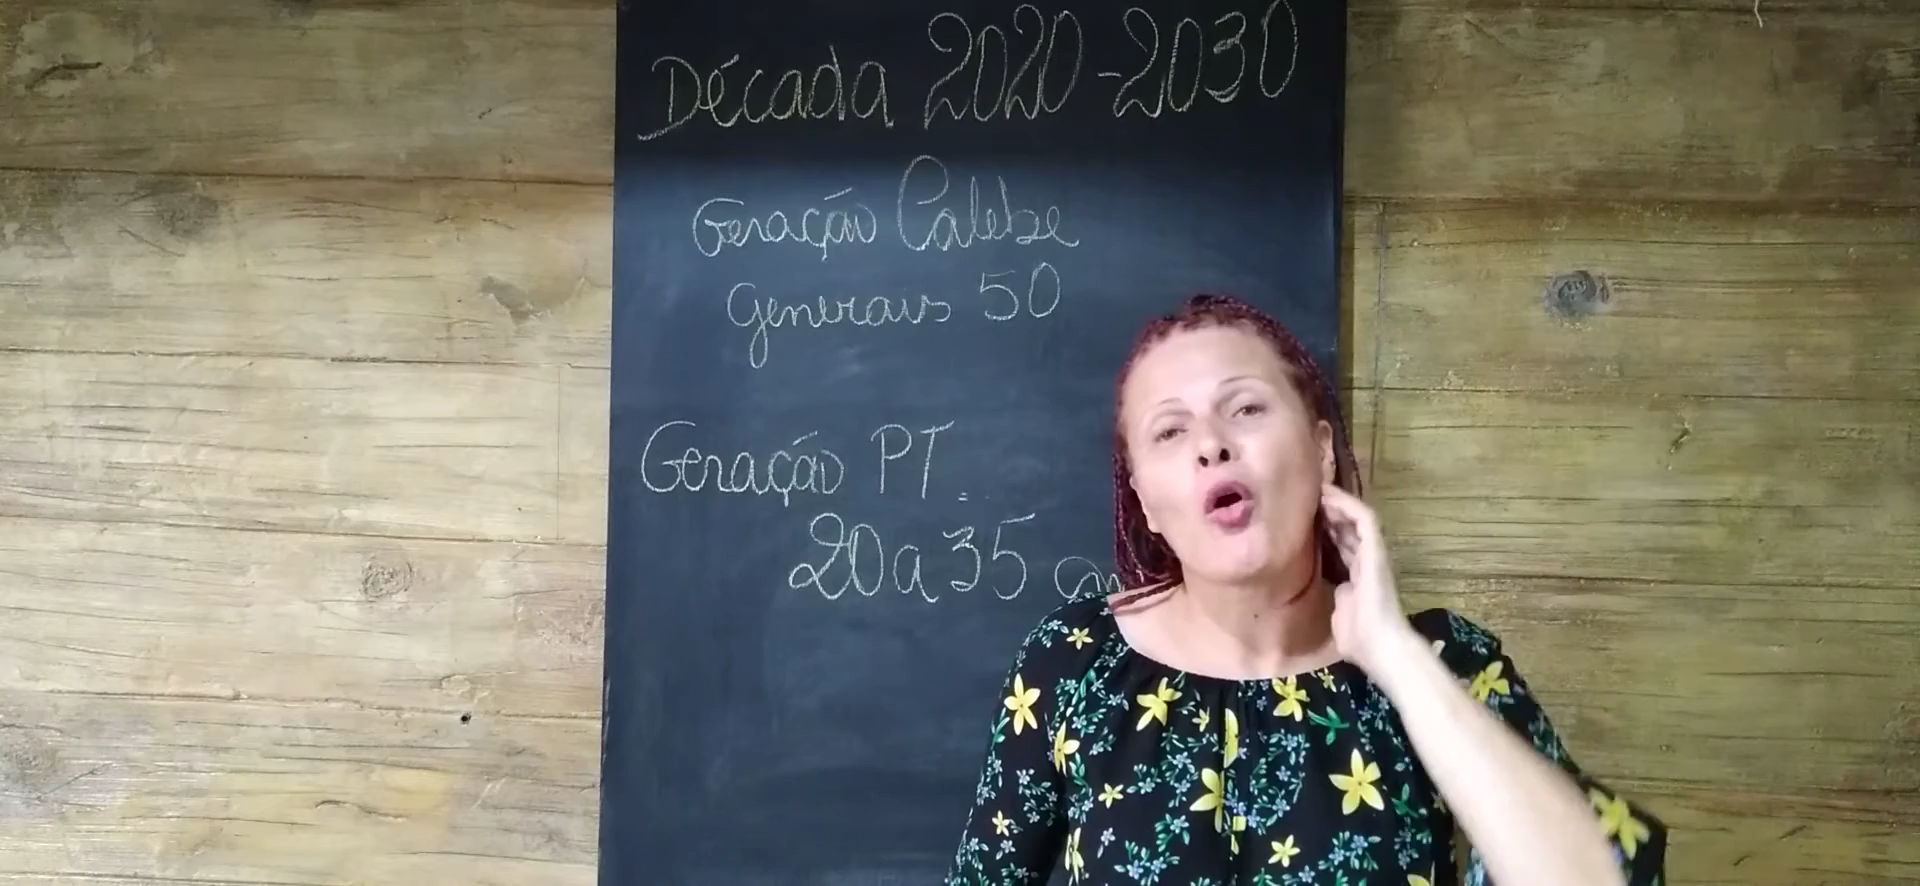 Década 2020-2030
Geração Calebe
Generais 50
Geração PT
20 a 35